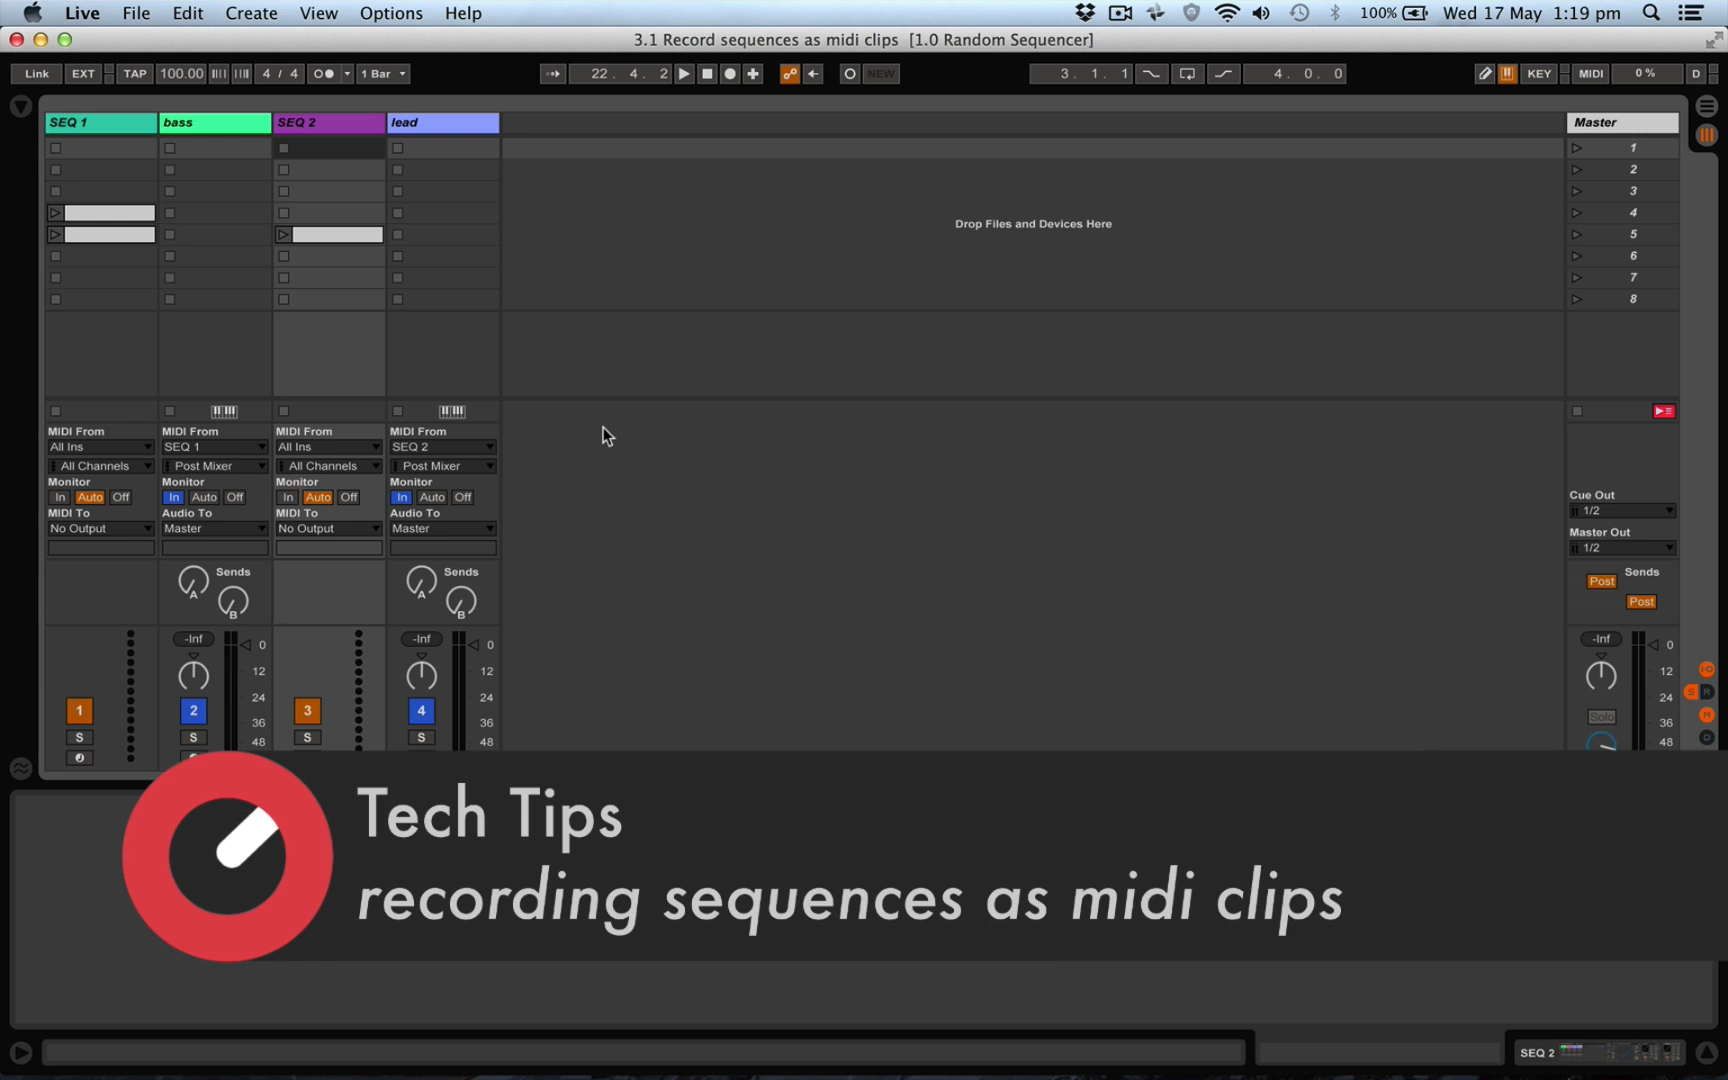 Live File Edit Create View Options Help 100% Wed 17 May 1:19 pm
3.1 Record sequences as midi clips [1.0 Random Sequencer]
Link EXT TAP 100.00 4 / 4 1 Bar 22. 4. 2 NEW 3. 1. 1 4. 0. 0 KEY MIDI 0 % D
SEQ 1 bass SEQ 2 lead Master
1
2
3
4
Drop Files and Devices Here
5
6
7
8
MIDI From MIDI From MIDI From MIDI From
All Ins SEQ 1 All Ins SEQ 2
All Channels Post Mixer All Channels Post Mixer
Monitor Monitor Monitor Monitor
In Auto Off In Auto Off In Auto Off In Auto Off
Cue Out
1/2
MIDI To Audio To MIDI To Audio To
No Output Master No Output Master
Master Out
1/2
Sends Sends Sends
A A Post
B B Post
-Inf 0 -Inf 0 -Inf 0
12 12 12
24 24 24
1 2 3 4
36 36 Solo 36
S S S S
48 48 48
I-O
S R
M
D
Tech Tips
recording sequences as midi clips
SEQ 2